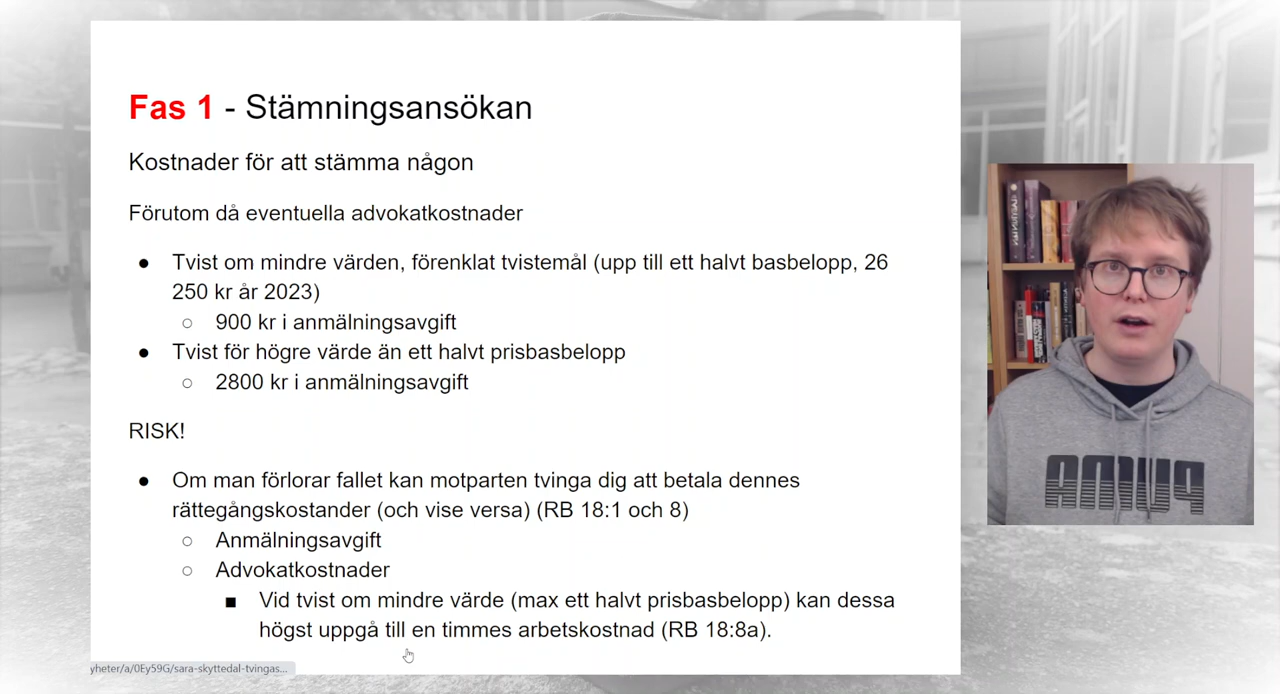 Fas 1 - Stämningsansökan
Kostnader för att stämma någon
Förutom då eventuella advokatkostnader
● Tvist om mindre värden, förenklat tvistemål (upp till ett halvt basbelopp, 26
250 kr år 2023)
○ 900 kr i anmälningsavgift
● Tvist för högre värde än ett halvt prisbasbelopp
○ 2800 kr i anmälningsavgift
RISK!
● Om man förlorar fallet kan motparten tvinga dig att betala dennes
rättegångskostander (och vise versa) (RB 18:1 och 8)
○ Anmälningsavgift
○ Advokatkostnader
■ Vid tvist om mindre värde (max ett halvt prisbasbelopp) kan dessa
högst uppgå till en timmes arbetskostnad (RB 18:8a).
yheter/a/0Ey59G/sara-skyttedal-tvingas...